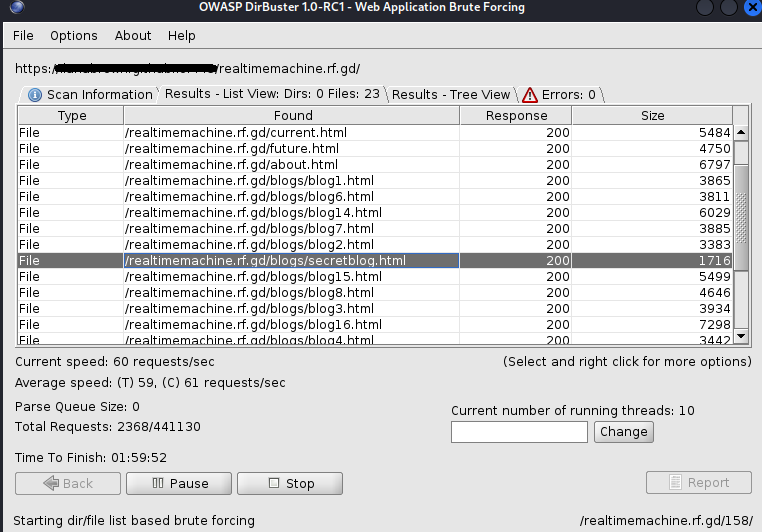 OWASP DirBuster 1.0-RC1 - Web Application Brute Forcing
File Options About Help
https:/ /realtimemachine.rf.gd/
Scan Information Results - List View: Dirs: 0 Files: 23 Results - Tree View Errors: 0
Type Found Response Size
File /realtimemachine.rf.gd/current.html 200 5484
File /realtimemachine.rf.gd/future.html 200 4750
File /realtimemachine.rf.gd/about.html 200 6797
File /realtimemachine.rf.gd/blogs/blog1.html 200 3865
File /realtimemachine.rf.gd/blogs/blog6.html 200 3811
File /realtimemachine.rf.gd/blogs/blog14.html 200 6029
File /realtimemachine.rf.gd/blogs/blog7.html 200 3885
File /realtimemachine.rf.gd/blogs/blog2.html 200 3383
File /realtimemachine.rf.gd/blogs/secretblog.html 200 1716
File /realtimemachine.rf.gd/blogs/blog15.html 200 5499
File /realtimemachine.rf.gd/blogs/blog8.html 200 4646
File /realtimemachine.rf.gd/blogs/blog3.html 200 3934
File /realtimemachine.rf.gd/blogs/blog16.html 200 7298
File /realtimemachine.rf.gd/blogs/blog4.html 200 3442
Current speed: 60 requests/sec (Select and right click for more options)
Average speed: (T) 59, (C) 61 requests/sec
Parse Queue Size: 0
Current number of running threads: 10
Total Requests: 2368/441130
Change
Time To Finish: 01:59:52
Back Pause Stop Report
Starting dir/file list based brute forcing /realtimemachine.rf.gd/158/